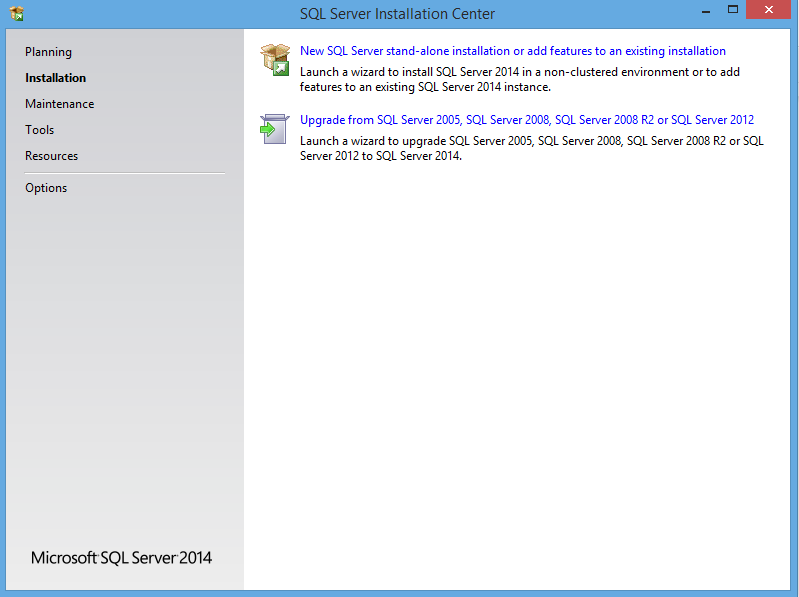 SQL Server Installation Center
Planning
Installation
Maintenance
Tools
Resources
Options
New SQL Server stand-alone installation or add features to an existing installation
Launch a wizard to install SQL Server 2014 in a non-clustered environment or to add
features to an existing SQL Server 2014 instance.
Upgrade from SQL Server 2005, SQL Server 2008, SQL Server 2008 R2 or SQL Server 2012
Launch a wizard to upgrade SQL Server 2005, SQL Server 2008, SQL Server 2008 R2 or SQL
Server 2012 to SQL Server 2014.
Microsoft SQL Server 2014